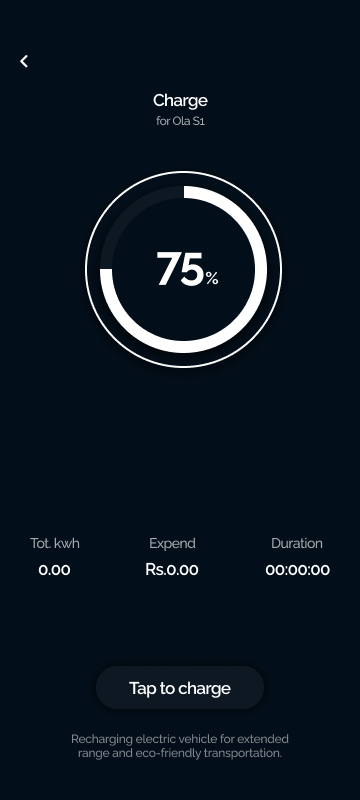 Charge
for Ola S1
75%
Tot. kwh Expend Duration
0.00 Rs.0.00 00:00:00
Tap to charge
Recharging electric vehicle for extended
range and eco-friendly transportation.